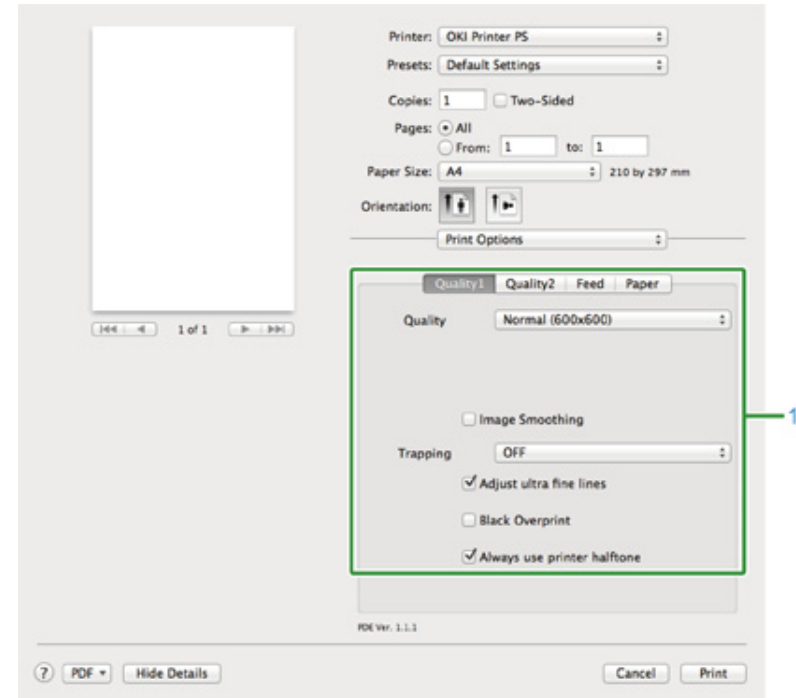 Printer: OKI Printer PS
Presets: Default Settings
Copies: 1 Two-Sided
Pages: All
From: 1 to: 1
Paper Size: A4 210 by 297 mm
Orientation:
Print Options
Quality1 Quality2 Feed Paper
1 of 1
Quality Normal (600x600)
1
Image Smoothing
Trapping OFF
Adjust ultra fine lines
Black Overprint
Always use printer halftone
PDE Ver. 1.1.1
? PDF Hide Details Cancel Print